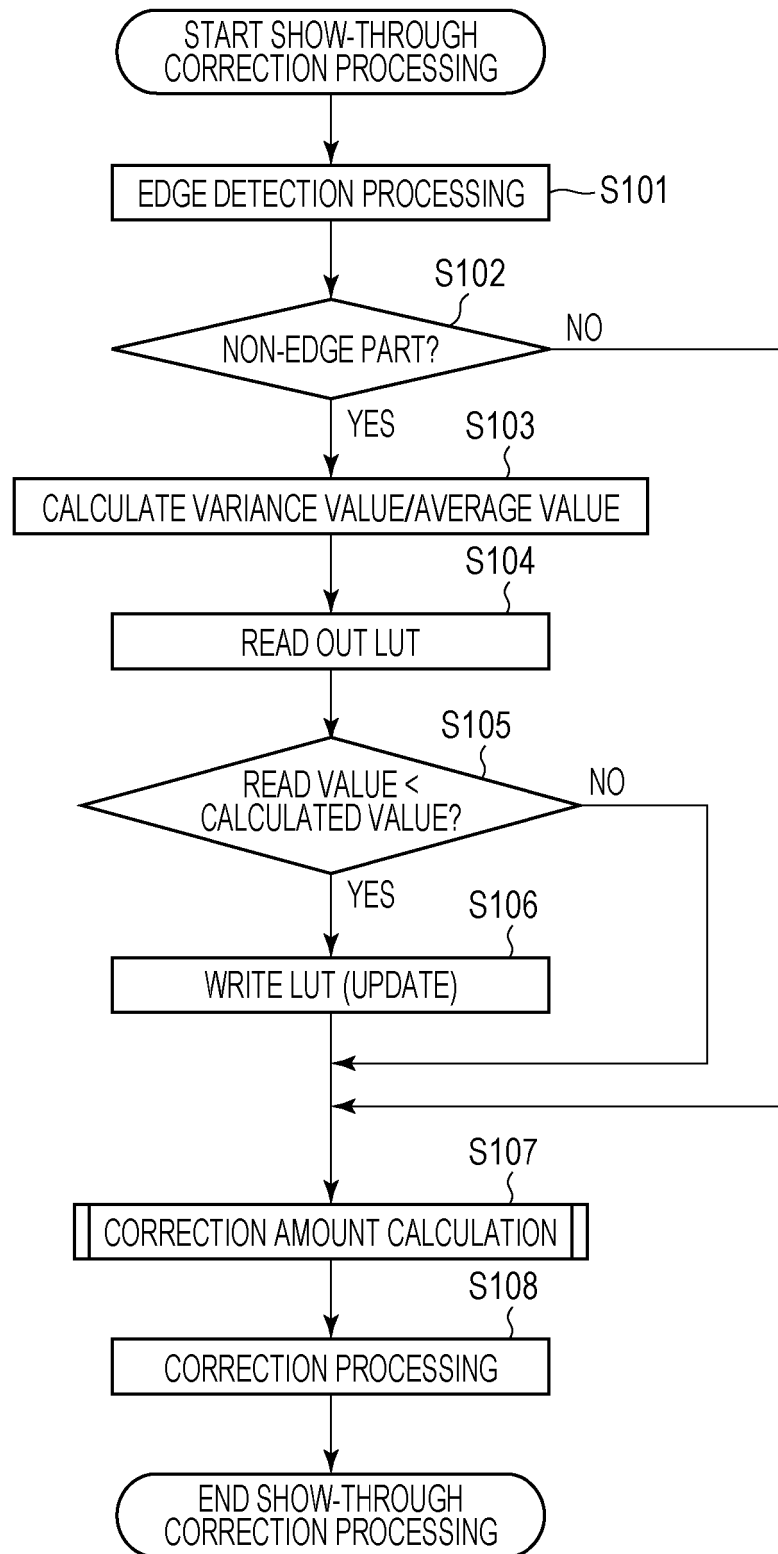 START SHOW-THROUGH
CORRECTION PROCESSING
EDGE DETECTION PROCESSING
S101
S102
NON-EDGE PART?
NO
YES
S103
CALCULATE VARIANCE VALUE/AVERAGE VALUE
S104
READ OUT LUT
S105
READ VALUE <
CALCULATED VALUE?
NO
YES
S106
WRITE LUT (UPDATE)
S107
CORRECTION AMOUNT CALCULATION
S108
CORRECTION PROCESSING
END SHOW-THROUGH
CORRECTION PROCESSING